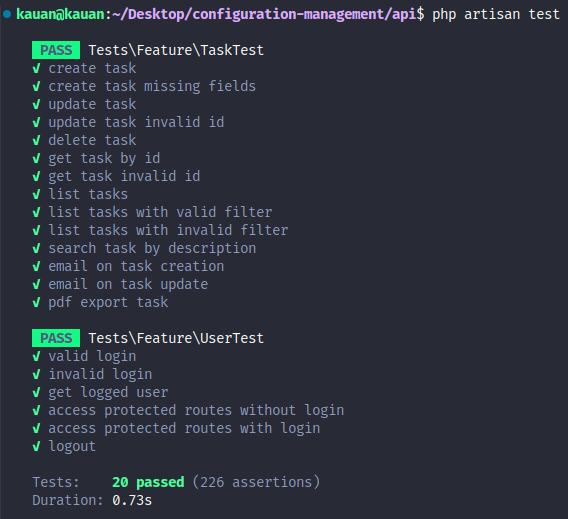 kauan@kauan:~/Desktop/configuration-management/api$ php artisan test
PASS Tests\Feature\TaskTest
✓ create task
✓ create task missing fields
✓ update task
✓ update task invalid id
✓ delete task
✓ get task by id
✓ get task invalid id
✓ list tasks
✓ list tasks with valid filter
✓ list tasks with invalid filter
✓ search task by description
✓ email on task creation
✓ email on task update
✓ pdf export task
PASS Tests\Feature\UserTest
✓ valid login
✓ invalid login
✓ get logged user
✓ access protected routes without login
✓ access protected routes with login
✓ logout
Tests: 20 passed (226 assertions)
Duration: 0.73s